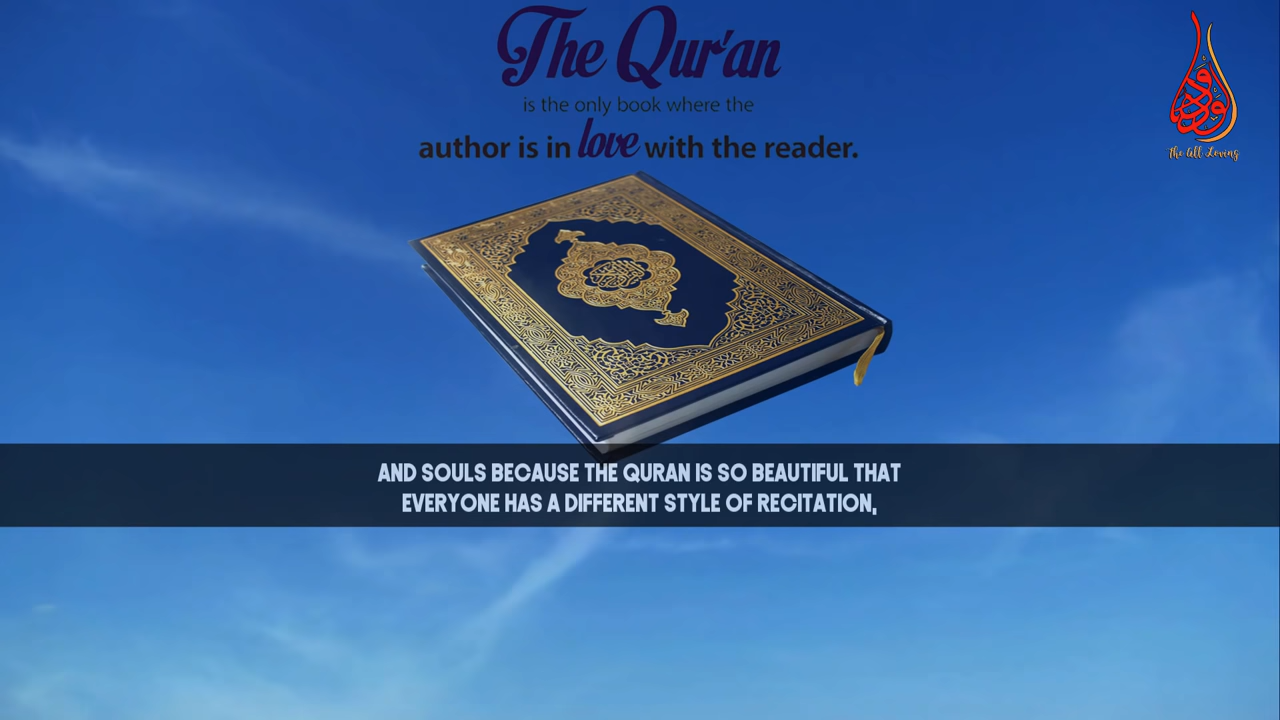 The Qur'an
is the only book where the
author is in love with the reader.
The All Loving
AND SOULS BECAUSE THE QURAN IS SO BEAUTIFUL THAT
EVERYONE HAS A DIFFERENT STYLE OF RECITATION,